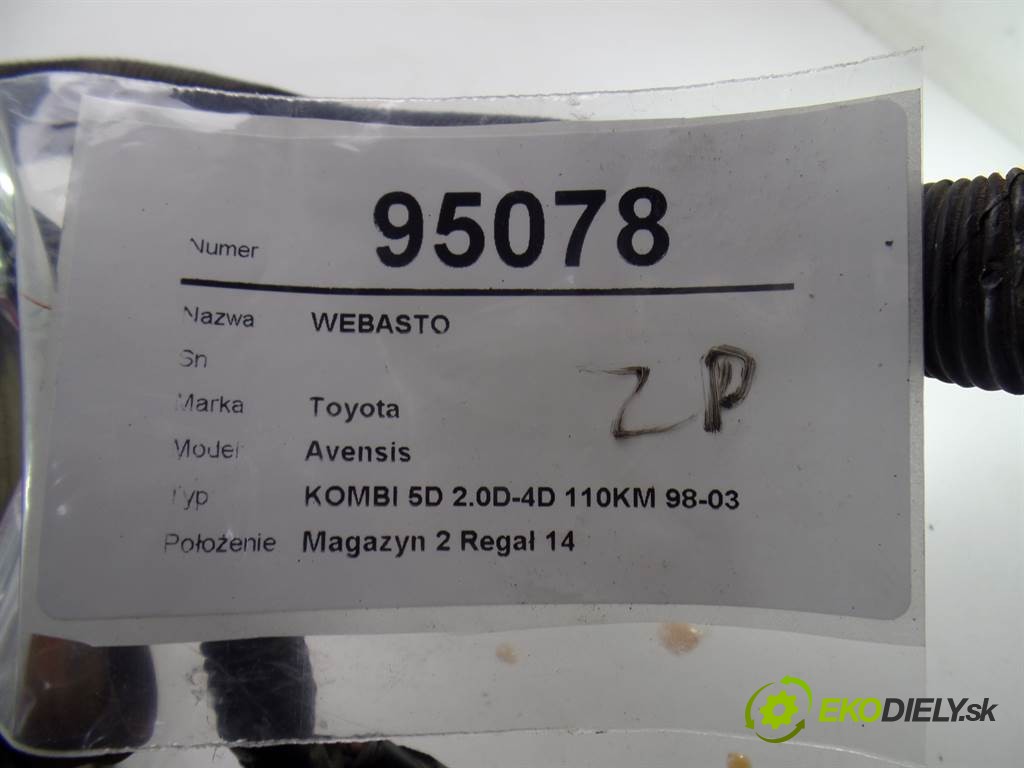 Numer 95078
Nazwa WEBASTO
Sn
Marka Toyota
ZP
Model Avensis
Typ KOMBI 5D 2.0D-4D 110KM 98-03
Położenie Magazyn 2 Regał 14
EKODIELY.sk